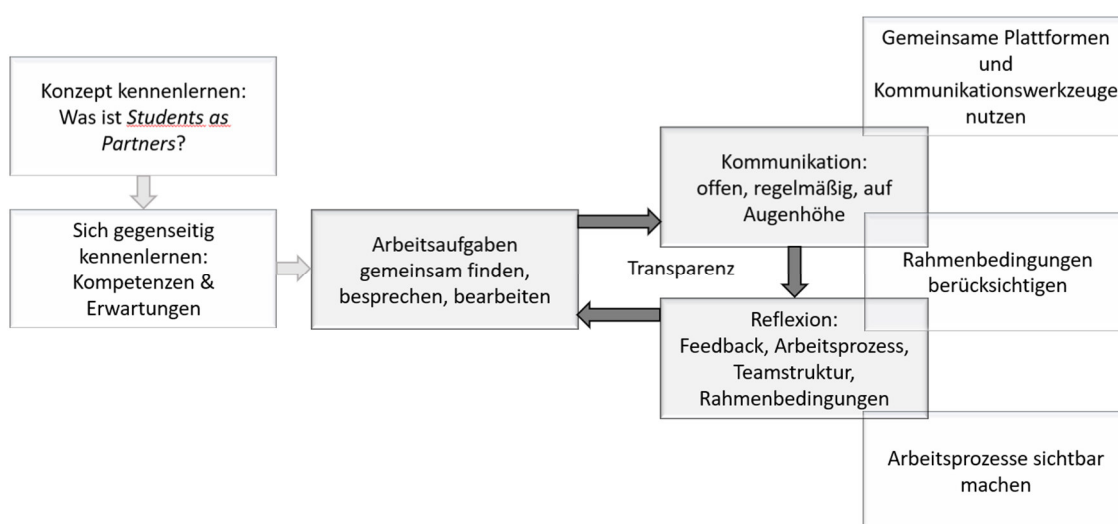 Konzept kennenlernen:
Was ist Students as
Partners?
Sich gegenseitig
kennenlernen:
Kompetenzen &
Erwartungen
Arbeitsaufgaben
gemeinsam finden,
besprechen, bearbeiten
Kommunikation:
offen, regelmäßig, auf
Augenhöhe
Transparenz
Reflexion:
Feedback, Arbeitsprozess,
Teamstruktur,
Rahmenbedingungen
Gemeinsame Plattformen
und
Kommunikationswerkzeuge
nutzen
Rahmenbedingungen
berücksichtigen
Arbeitsprozesse sichtbar
machen